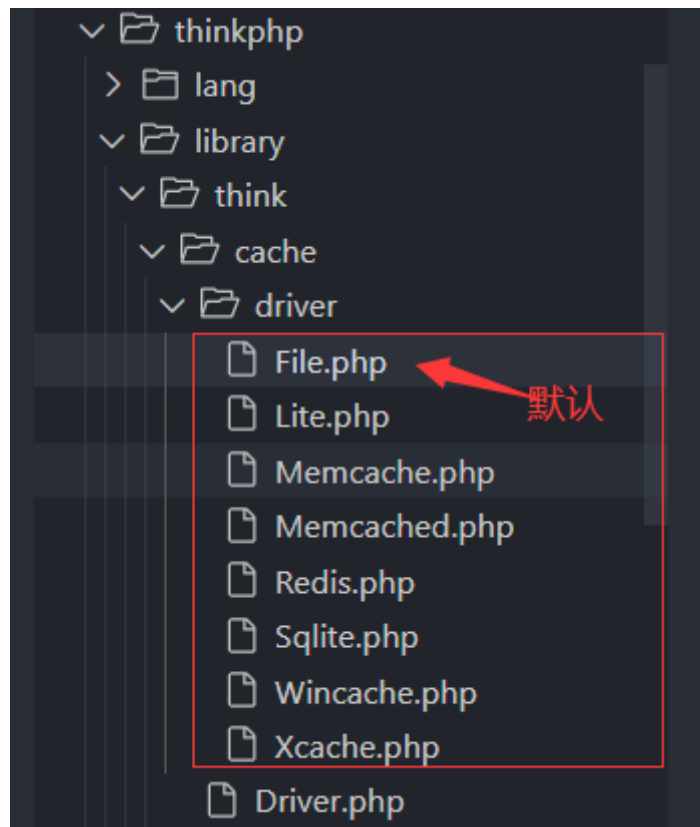 thinkphp
lang
library
think
cache
driver
File.php
默认
Lite.php
Memcache.php
Memcached.php
Redis.php
Sqlite.php
Wincache.php
Xcache.php
Driver.php